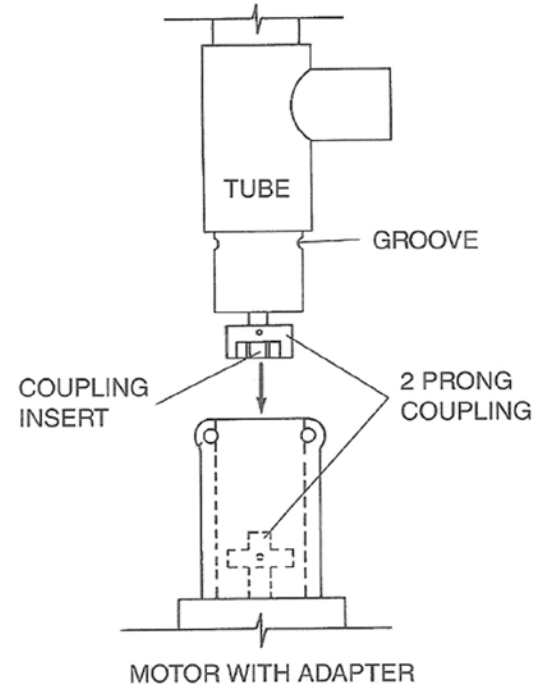 TUBE
GROOVE
COUPLING
INSERT
2 PRONG
COUPLING
MOTOR WITH ADAPTER